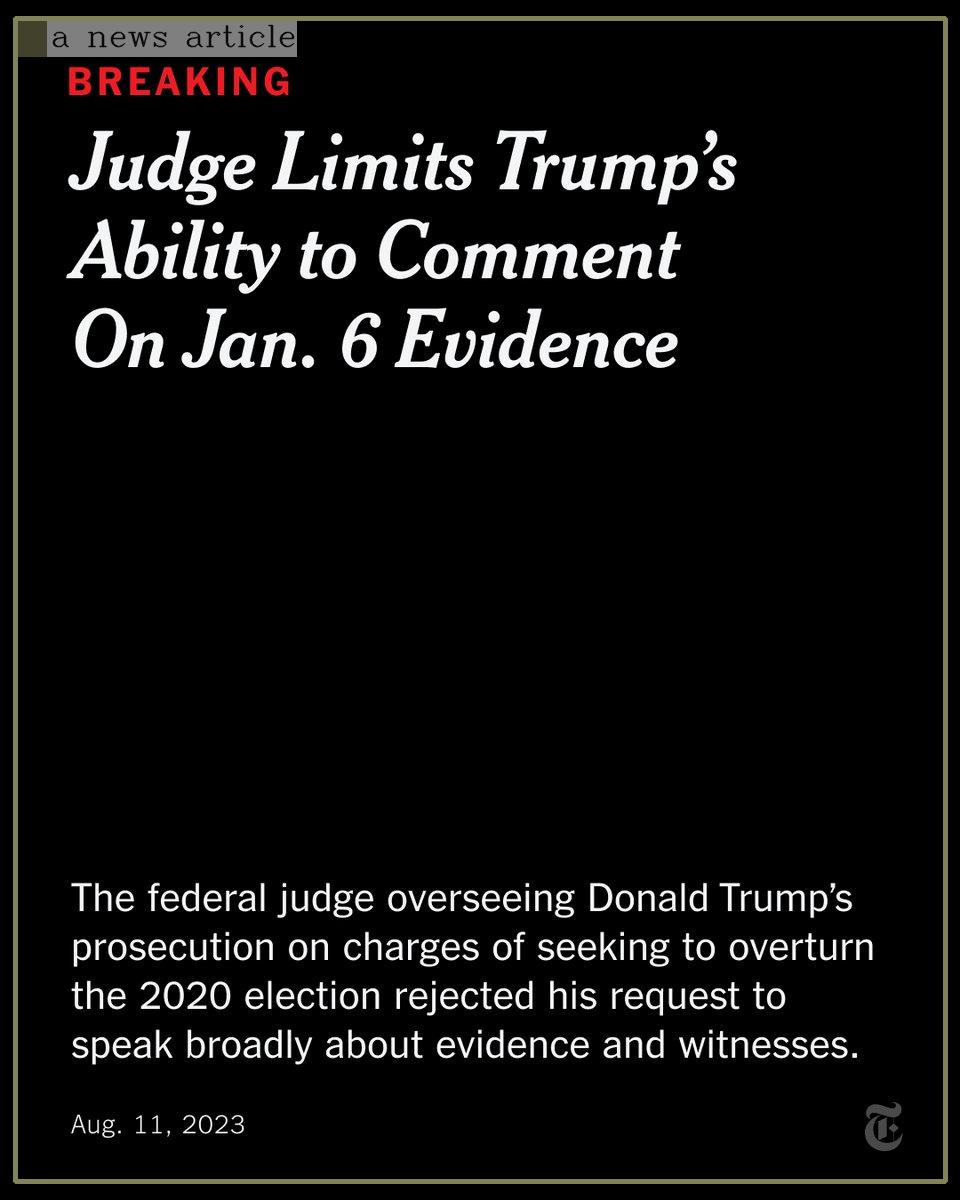 a news article
BREAKING
Judge Limits Trump’s
Ability to Comment
On Jan. 6 Evidence
The federal judge overseeing Donald Trump’s
prosecution on charges of seeking to overturn
the 2020 election rejected his request to
speak broadly about evidence and witnesses.
Aug. 11, 2023
T